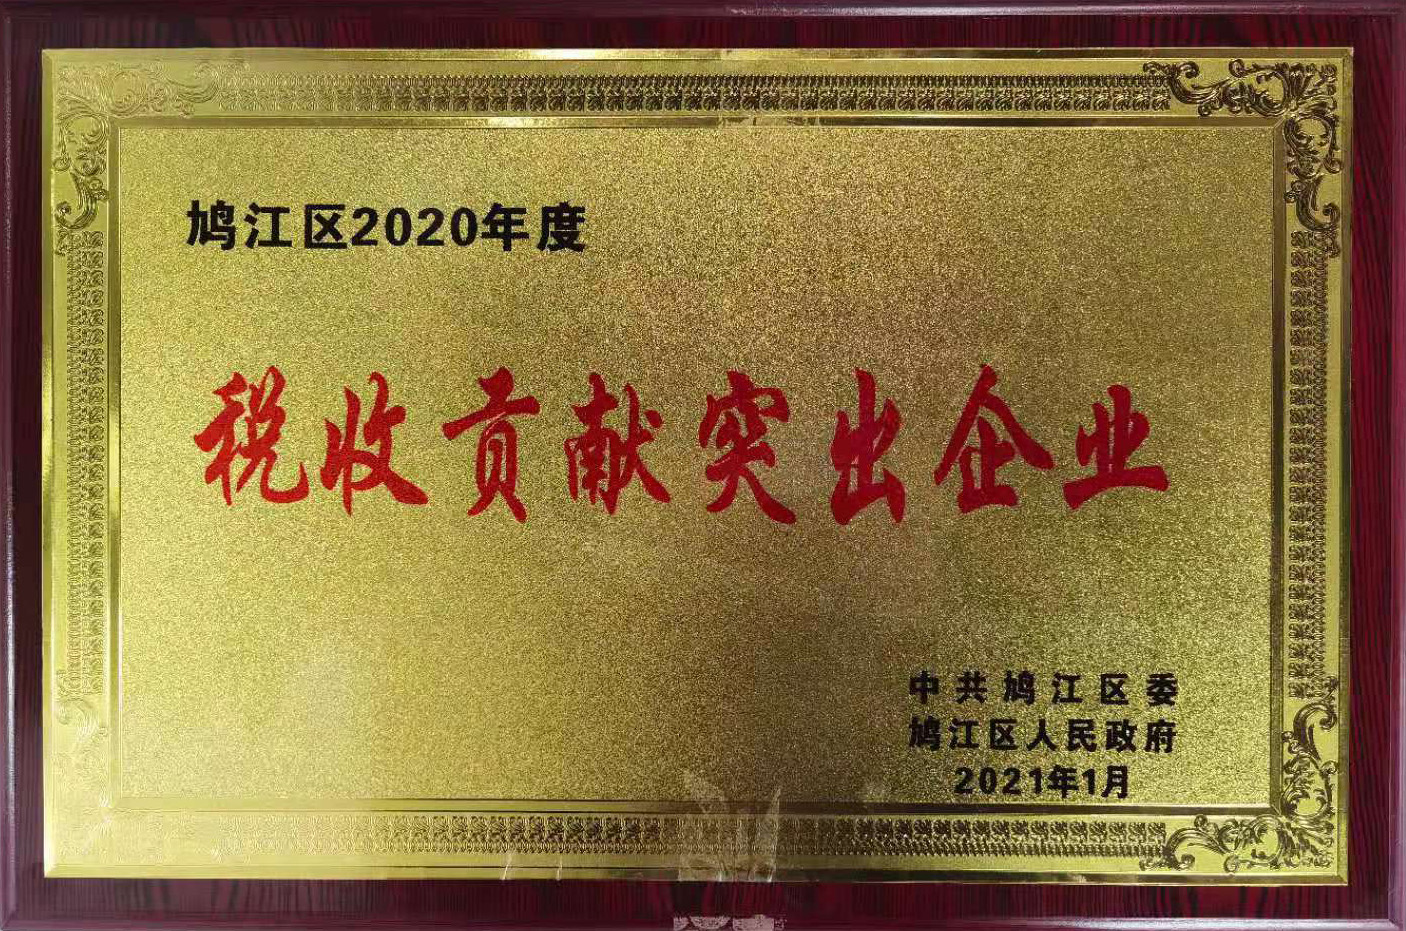 鸠江区2020年度
税收贡献突出企业
中共鸠江区委
鸠江区人民政府
2021年1月